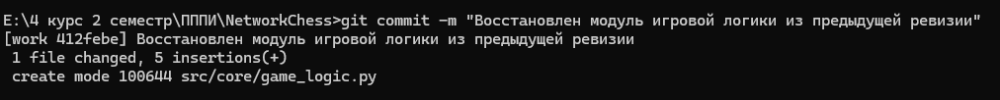 E:\4 курс 2 семестр\ПППИ\NetworkChess>git commit -m "Восстановлен модуль игровой логики из предыдущей ревизии"
[work 412febe] Восстановлен модуль игровой логики из предыдущей ревизии
 1 file changed, 5 insertions(+)
 create mode 100644 src/core/game_logic.py